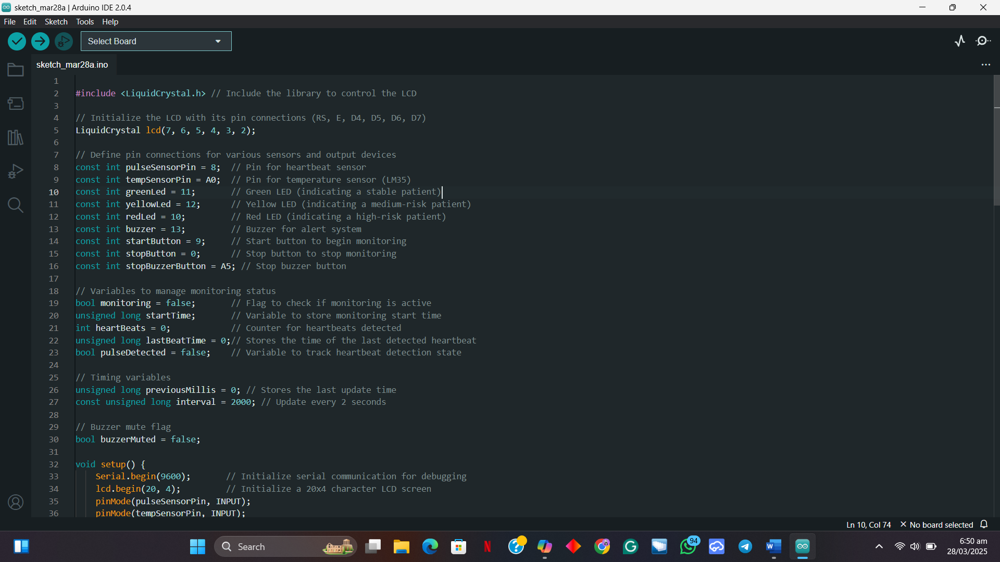 sketch_mar28a | Arduino IDE 2.0.4
File Edit Sketch Tools Help
Select Board
sketch_mar28a.ino
1
2 #include <LiquidCrystal.h> // Include the library to control the LCD
3
4 // Initialize the LCD with its pin connections (RS, E, D4, D5, D6, D7)
5 LiquidCrystal lcd(7, 6, 5, 4, 3, 2);
6
7 // Define pin connections for various sensors and output devices
8 const int pulseSensorPin = 8; // Pin for heartbeat sensor
9 const int tempSensorPin = A0; // Pin for temperature sensor (LM35)
10 const int greenLed = 11; // Green LED (indicating a stable patient)
11 const int yellowLed = 12; // Yellow LED (indicating a medium-risk patient)
12 const int redLed = 10; // Red LED (indicating a high-risk patient)
13 const int buzzer = 13; // Buzzer for alert system
14 const int startButton = 9; // Start button to begin monitoring
15 const int stopButton = 0; // Stop button to stop monitoring
16 const int stopBuzzerButton = A5; // Stop buzzer button
17
18 // Variables to manage monitoring status
19 bool monitoring = false; // Flag to check if monitoring is active
20 unsigned long startTime; // Variable to store monitoring start time
21 int heartBeats = 0; // Counter for heartbeats detected
22 unsigned long lastBeatTime = 0;// Stores the time of the last detected heartbeat
23 bool pulseDetected = false; // Variable to track heartbeat detection state
24
25 // Timing variables
26 unsigned long previousMillis = 0; // Stores the last update time
27 const unsigned long interval = 2000; // Update every 2 seconds
28
29 // Buzzer mute flag
30 bool buzzerMuted = false;
31
32 void setup() {
33 Serial.begin(9600); // Initialize serial communication for debugging
34 lcd.begin(20, 4); // Initialize a 20x4 character LCD screen
35 pinMode(pulseSensorPin, INPUT);
36 pinMode(tempSensorPin, INPUT);
Ln 10, Col 74 × No board selected
Search
94
6:50 am
28/03/2025